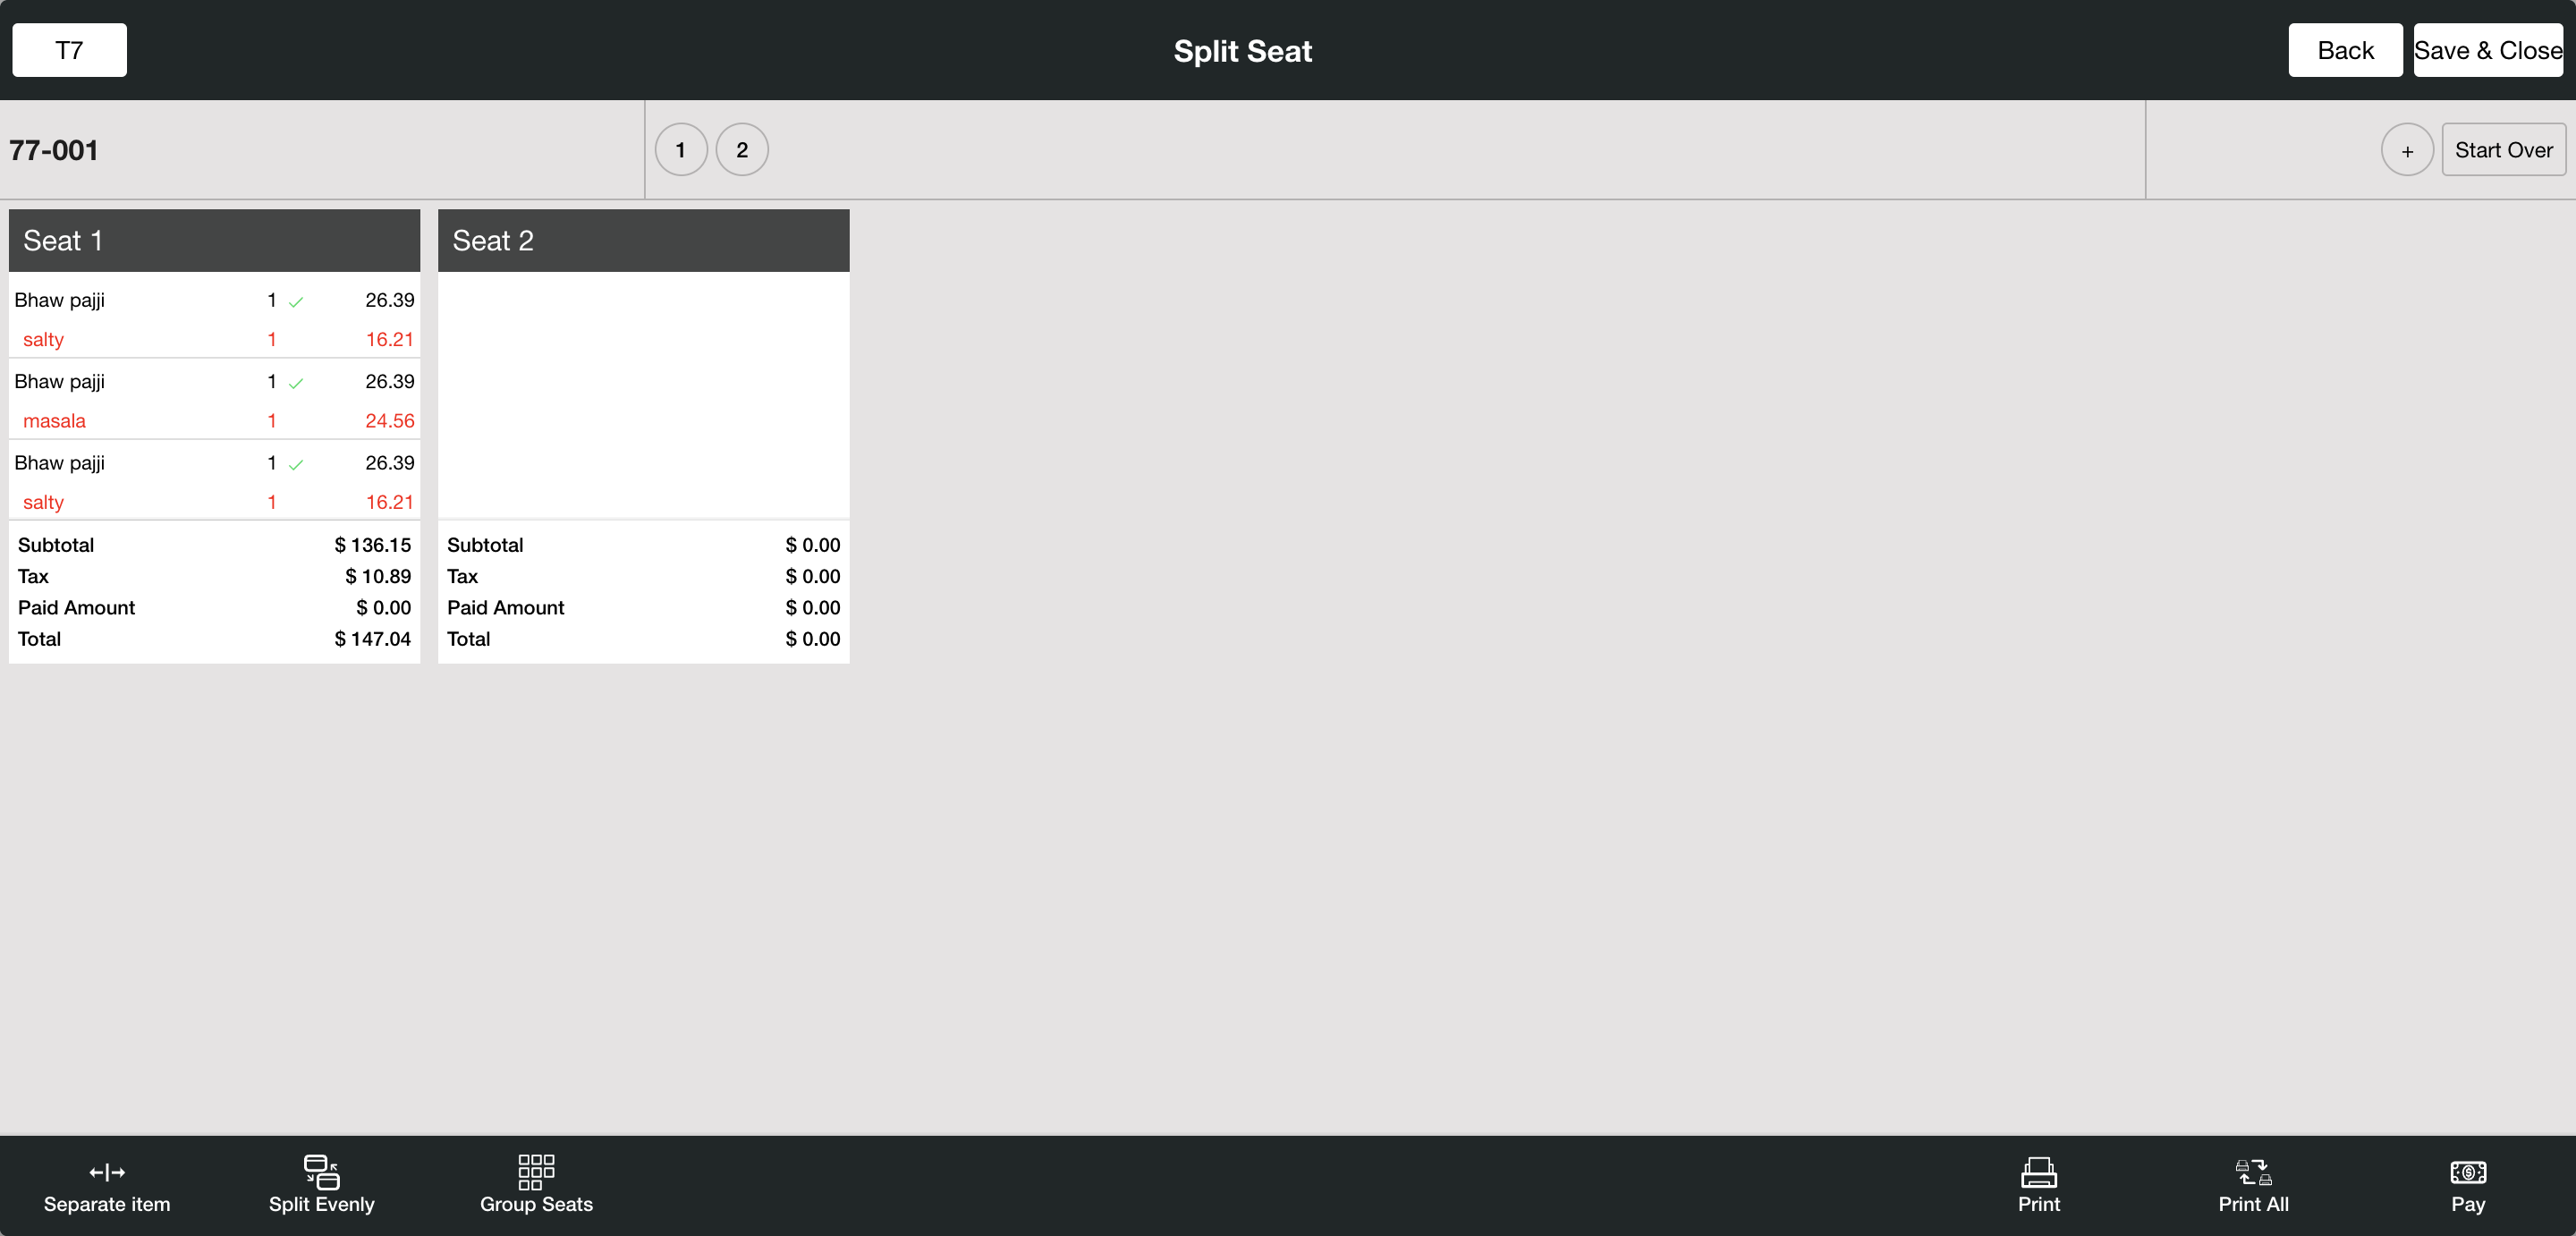 T7 Split Seat Back Save & Close
77-001 1 2 + Start Over
Seat 1
Bhaw pajji 1 26.39
salty 1 16.21
Bhaw pajji 1 26.39
masala 1 24.56
Bhaw pajji 1 26.39
salty 1 16.21
Subtotal $ 136.15
Tax $ 10.89
Paid Amount $ 0.00
Total $ 147.04
Seat 2
Subtotal $ 0.00
Tax $ 0.00
Paid Amount $ 0.00
Total $ 0.00
Separate item Split Evenly Group Seats Print Print All Pay